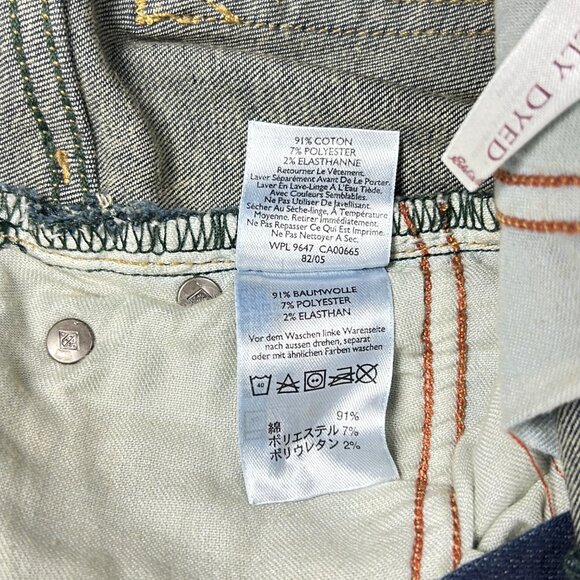 91% COTTON
7% POLYESTER
2% ELASTHANNE
Retourner Le Vêtement.
Laver Séparément Avant De Le Porter.
Laver En Lave-Linge À L'Eau Tiède,
Avec Couleurs Semblables.
Ne Pas Utiliser De Javellisant.
Sécher Au Sèche-linge, À Température
Moyenne. Retirer immédiatement.
Ne Pas Repasser Ce Qui Est Imprime.
Ne Pas Nettoyer A Sec.
WPL 9647 CA00665
82/05
91% BAUMWOLLE
7% POLYESTER
2% ELASTHAN
Vor dem Waschen linke Warenseite
nach aussen drehen, separat
oder mit ähnlichen Farben waschen
40
91%
綿
ポリエステル 7%
ポリウレタン 2%
ELY DYED